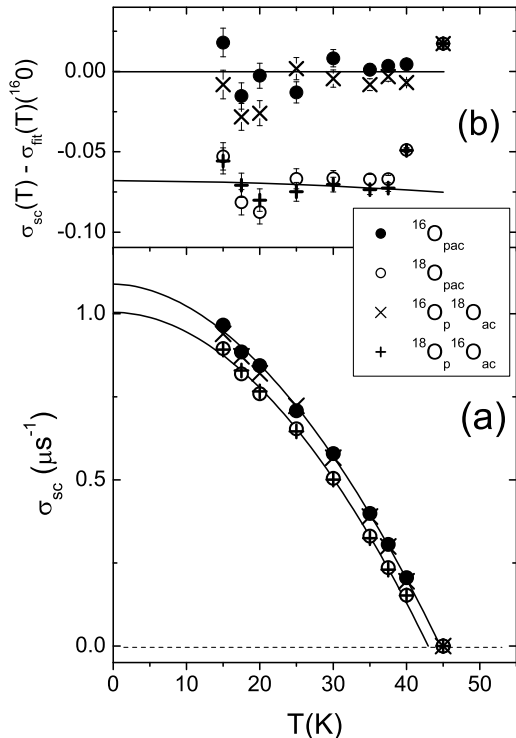 (b)
0.00
-0.05
-0.10
σsc(T) - σfit(T)(¹⁶0)
¹⁶Opac
¹⁸Opac
¹⁶Op¹⁸Oac
¹⁸Op¹⁶Oac
(a)
1.0
0.5
0.0
σsc (μs⁻¹)
0 10 20 30 40 50
T(K)